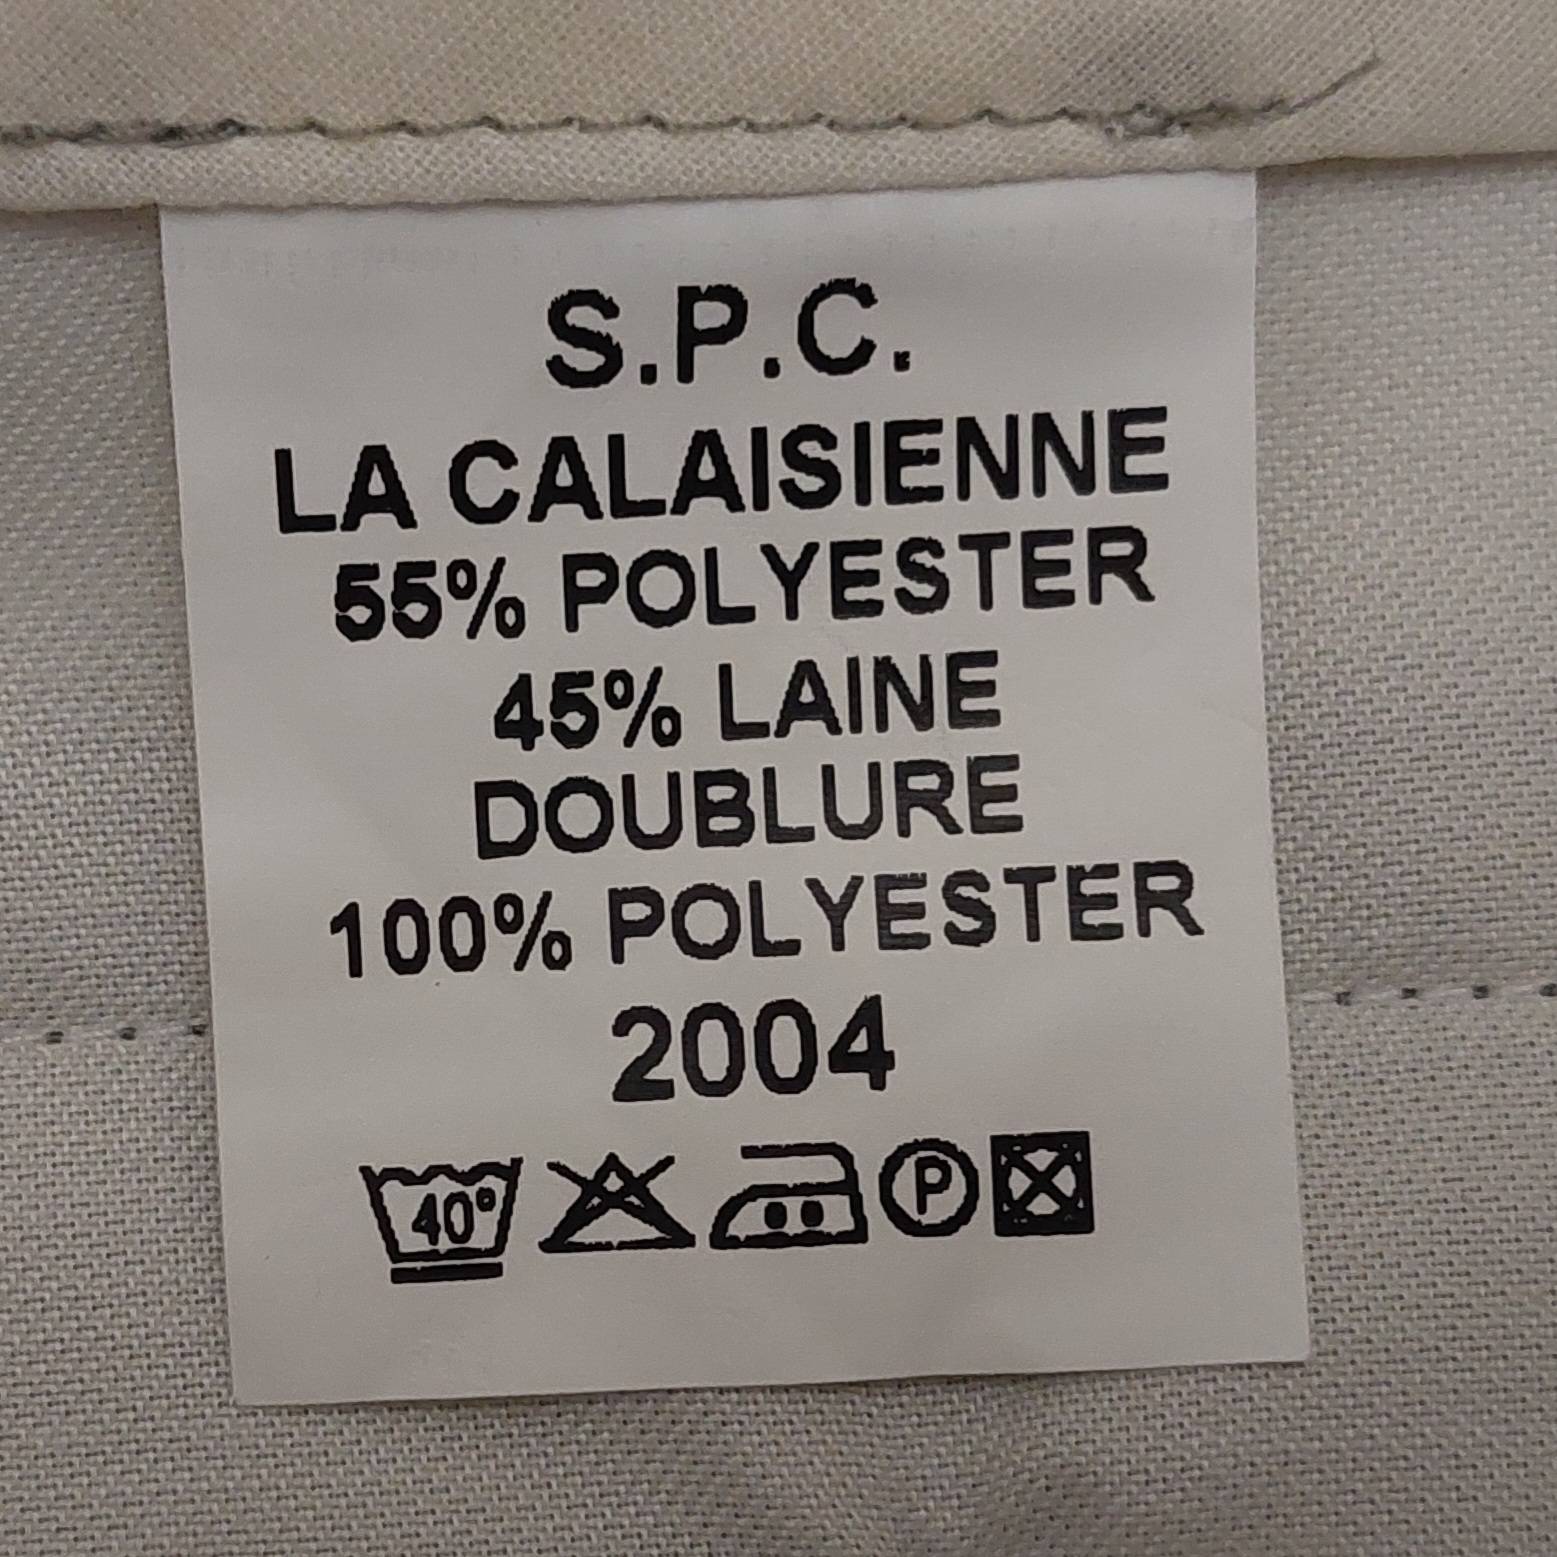 S.P.C.
LA CALAISIENNE
55% POLYESTER
45% LAINE
DOUBLURE
100% POLYESTER
2004
40° P